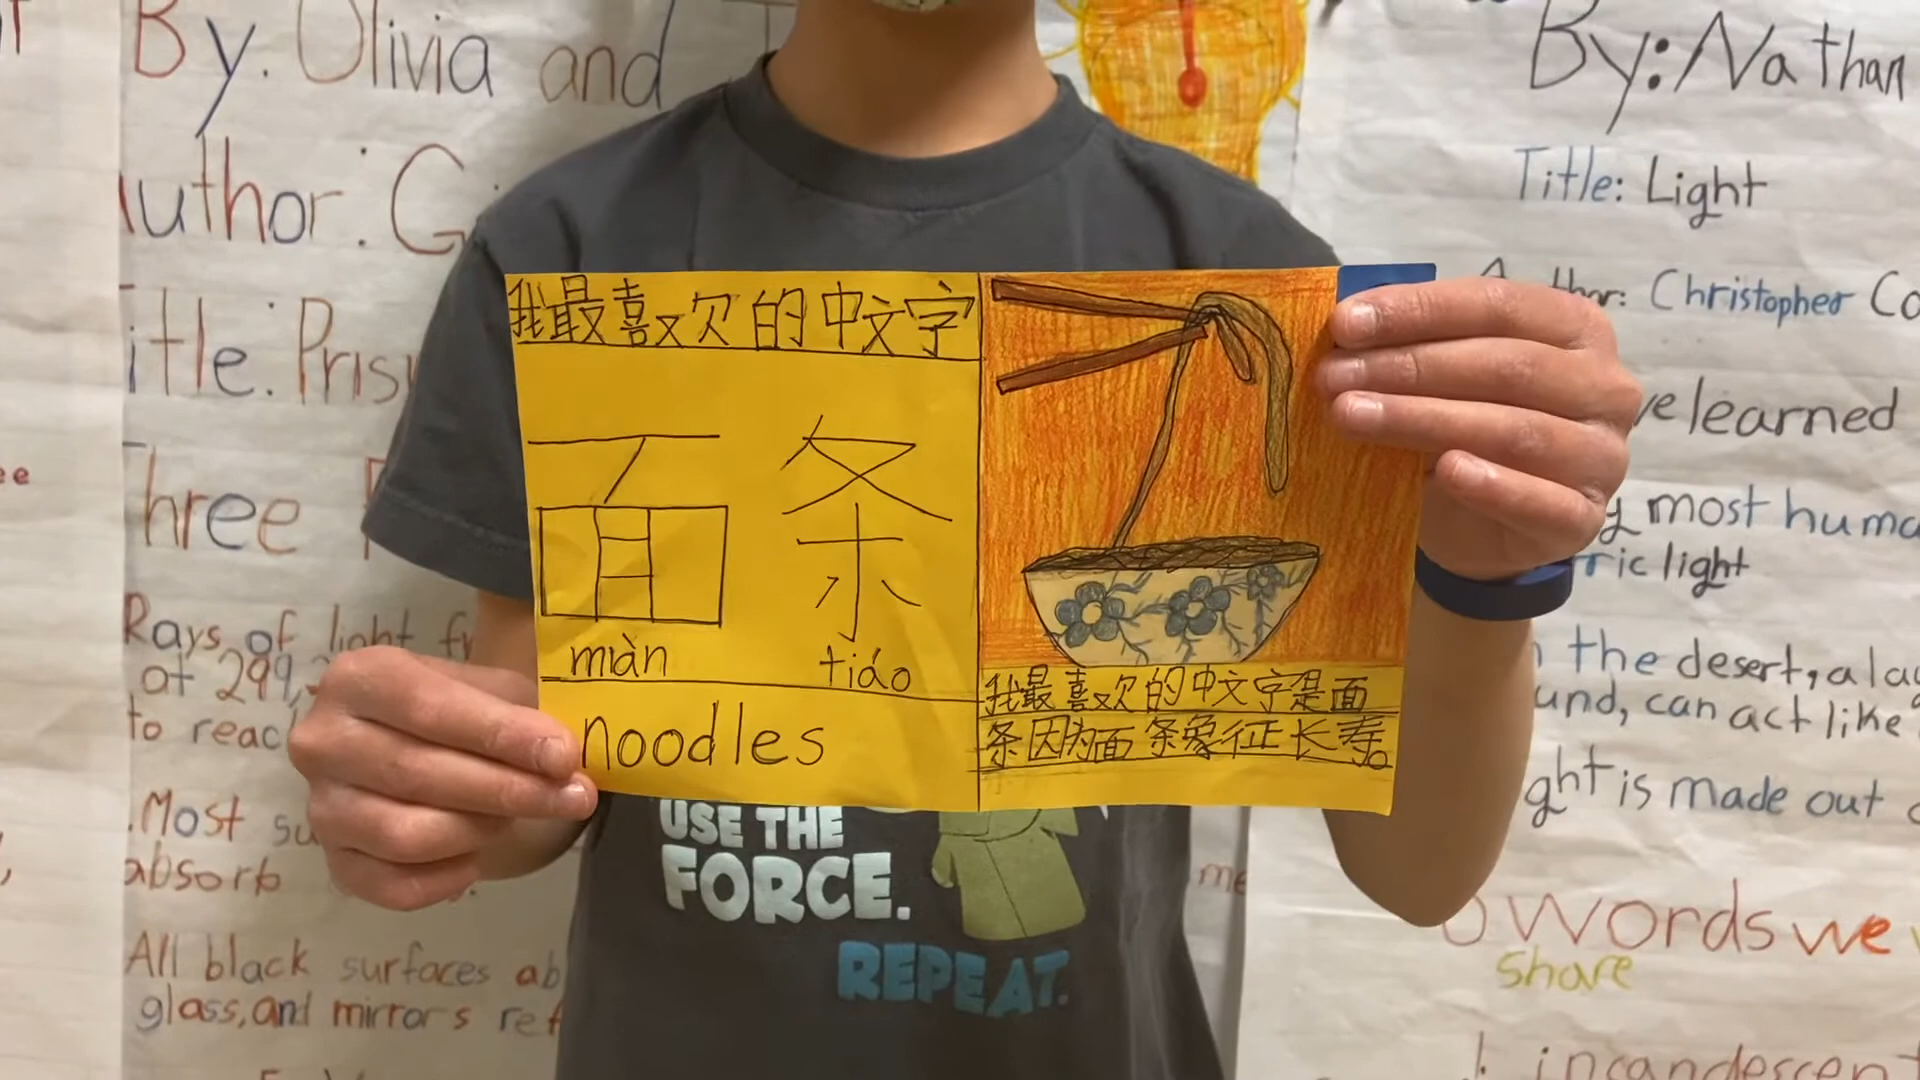 By: Olivia and
Author: G
Title: Pris
Three
Rays of light
at 299,
to reac
Most su
absorb
All black surfaces ab
glass, and mirrors ref
我最喜欢的中文字
面条
miàn tiáo
noodles
我最喜欢的中文字是面
条因为面条象征长寿。
USE THE
FORCE.
REPEAT.
By: Nathan
Title: Light
Author: Christopher Co
learned
most huma
ric light
the desert, a la
und, can act like
ght is made out
words we
share
incandescent